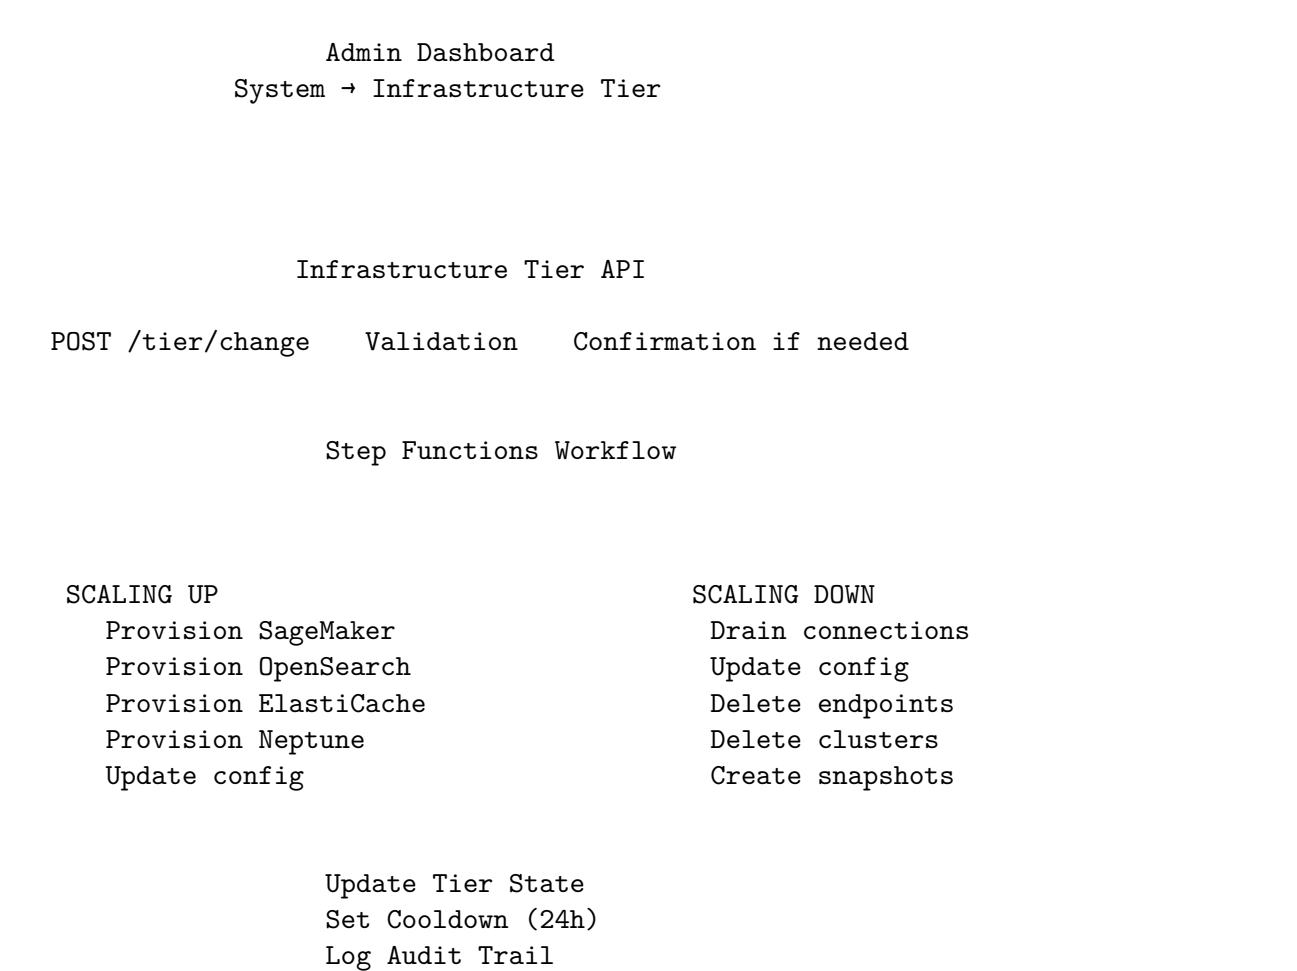 Admin Dashboard
System → Infrastructure Tier
Infrastructure Tier API
POST /tier/change Validation Confirmation if needed
Step Functions Workflow
SCALING UP SCALING DOWN
Provision SageMaker Drain connections
Provision OpenSearch Update config
Provision ElastiCache Delete endpoints
Provision Neptune Delete clusters
Update config Create snapshots
Update Tier State
Set Cooldown (24h)
Log Audit Trail